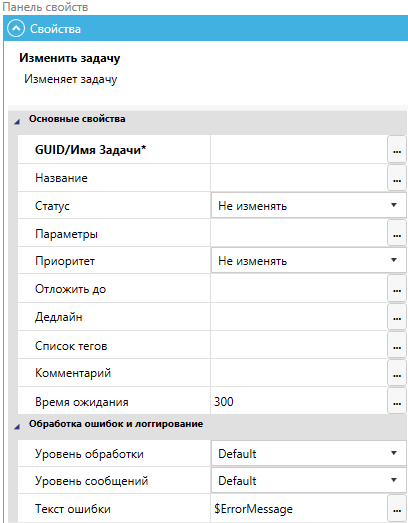 Панель свойств
Свойства
Изменить задачу
Изменяет задачу
Основные свойства
GUID/Имя Задачи* ...
Название ...
Статус Не изменять
Параметры ...
Приоритет Не изменять
Отложить до ...
Дедлайн ...
Список тегов ...
Комментарий ...
Время ожидания 300 ...
Обработка ошибок и логгирование
Уровень обработки Default
Уровень сообщений Default
Текст ошибки $ErrorMessage ...